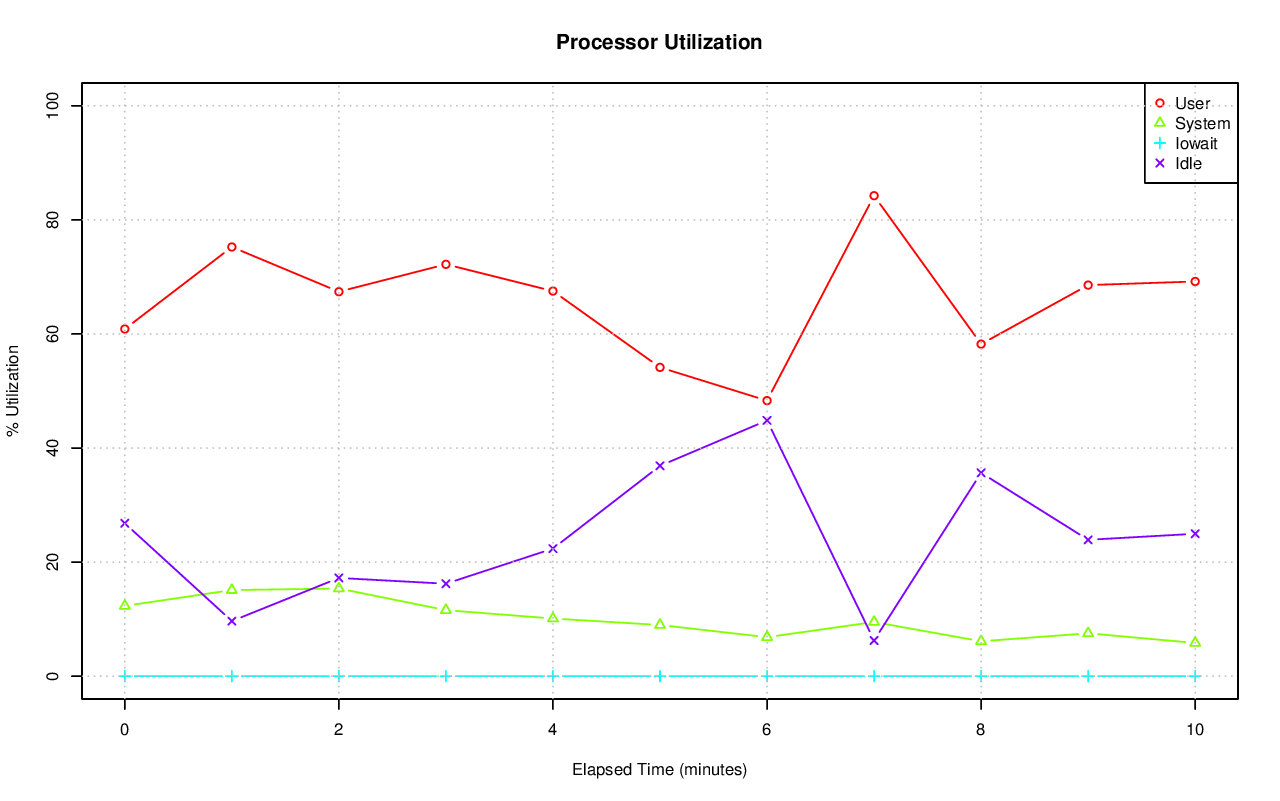 Processor Utilization
100
80
60
40
20
0
% Utilization
User
System
Iowait
Idle
0 2 4 6 8 10
Elapsed Time (minutes)